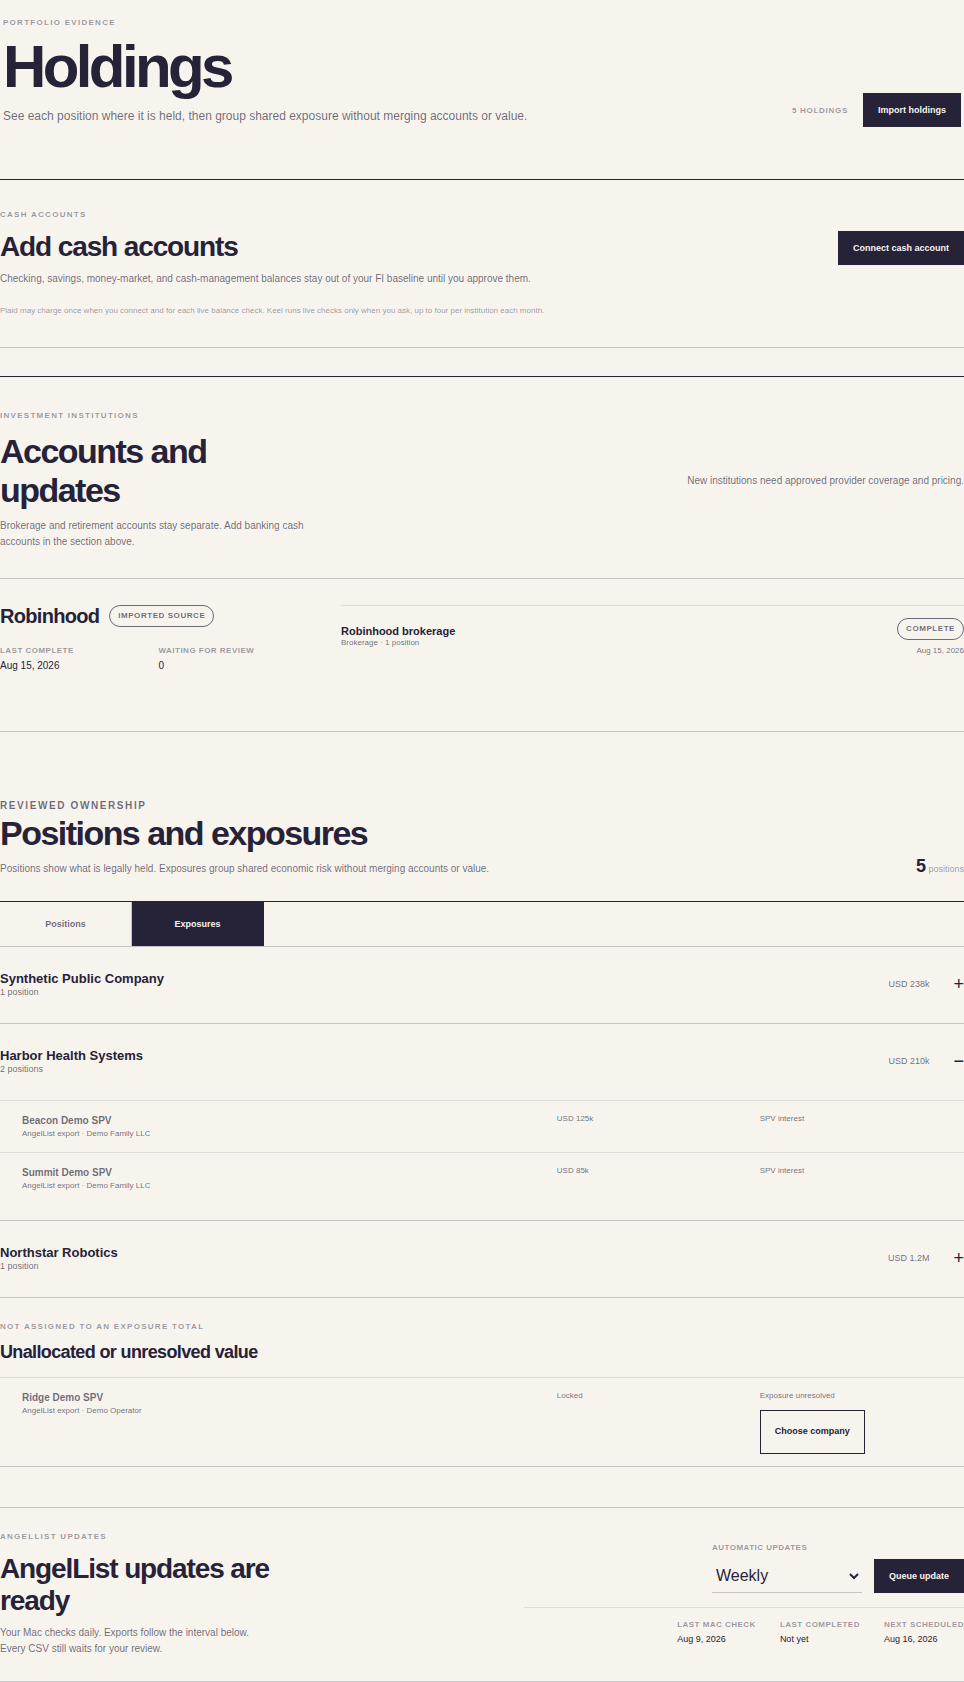 PORTFOLIO EVIDENCE
Holdings
See each position where it is held, then group shared exposure without merging accounts or value.
5 HOLDINGS
Import holdings
CASH ACCOUNTS
Add cash accounts
Connect cash account
Checking, savings, money-market, and cash-management balances stay out of your FI baseline until you approve them.
Plaid may charge once when you connect and for each live balance check. Keel runs live checks only when you ask, up to four per institution each month.
INVESTMENT INSTITUTIONS
Accounts and
updates
New institutions need approved provider coverage and pricing.
Brokerage and retirement accounts stay separate. Add banking cash
accounts in the section above.
Robinhood
IMPORTED SOURCE
LAST COMPLETE
Aug 15, 2026
WAITING FOR REVIEW
0
Robinhood brokerage
Brokerage · 1 position
COMPLETE
Aug 15, 2026
REVIEWED OWNERSHIP
Positions and exposures
Positions show what is legally held. Exposures group shared economic risk without merging accounts or value.
5 positions
Positions
Exposures
Synthetic Public Company
1 position
USD 238k
+
Harbor Health Systems
2 positions
USD 210k
−
Beacon Demo SPV
AngelList export · Demo Family LLC
USD 125k
SPV interest
Summit Demo SPV
AngelList export · Demo Family LLC
USD 85k
SPV interest
Northstar Robotics
1 position
USD 1.2M
+
NOT ASSIGNED TO AN EXPOSURE TOTAL
Unallocated or unresolved value
Ridge Demo SPV
AngelList export · Demo Operator
Locked
Exposure unresolved
Choose company
ANGELLIST UPDATES
AngelList updates are
ready
Your Mac checks daily. Exports follow the interval below.
Every CSV still waits for your review.
AUTOMATIC UPDATES
Weekly
Queue update
LAST MAC CHECK
Aug 9, 2026
LAST COMPLETED
Not yet
NEXT SCHEDULED
Aug 16, 2026